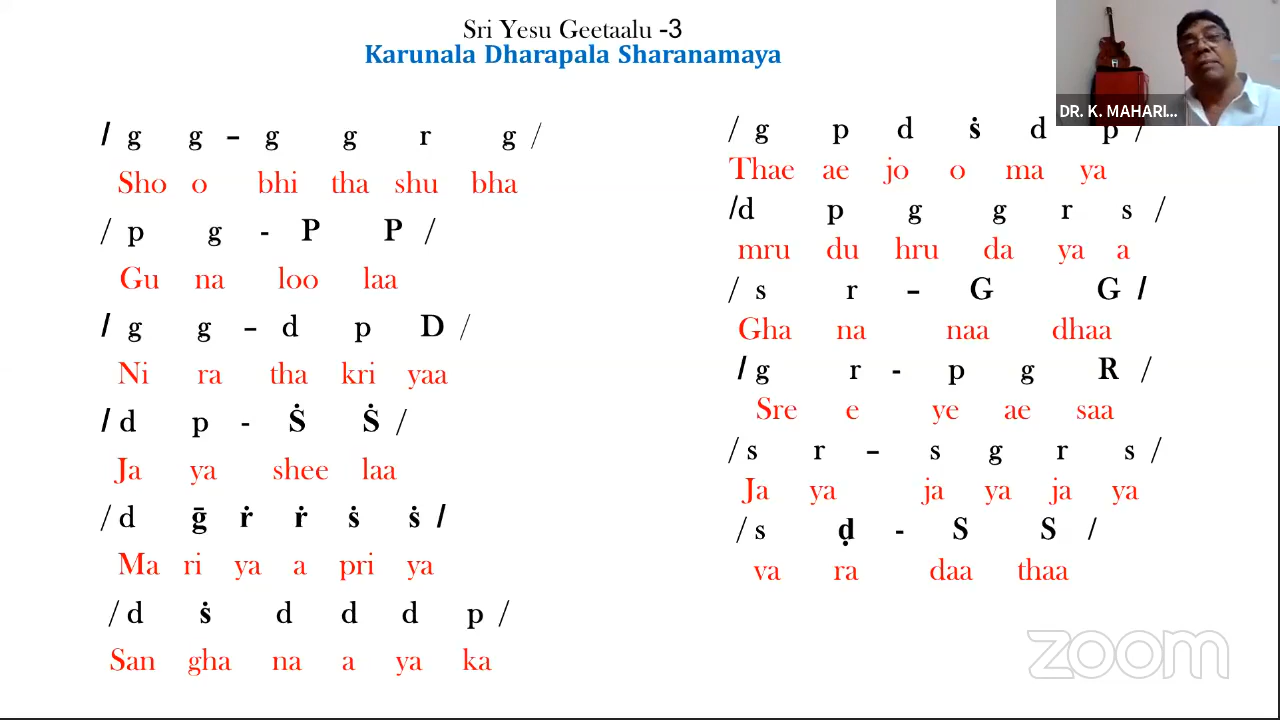 Sri Yesu Geetaalu -3
Karunala Dharapala Sharanamaya
/ g g – g g r g /
Sho o bhi tha shu bha
/ p g - P P /
Gu na loo laa
/ g g – d p D /
Ni ra tha kri yaa
/ d p - Ṡ Ṡ /
Ja ya shee laa
/ d ḡ ṙ ṙ ṡ ṡ /
Ma ri ya a pri ya
/ d ṡ d d d p /
San gha na a ya ka
/ g p d ṡ d p /
Thae ae jo o ma ya
/d p g g r s /
mru du hru da ya a
/ s r – G G /
Gha na naa dhaa
/ g r - p g R /
Sre e ye ae saa
/ s r – s g r s /
Ja ya ja ya ja ya
/ s ḍ - S S /
va ra daa thaa
DR. K. MAHARI...
zoom